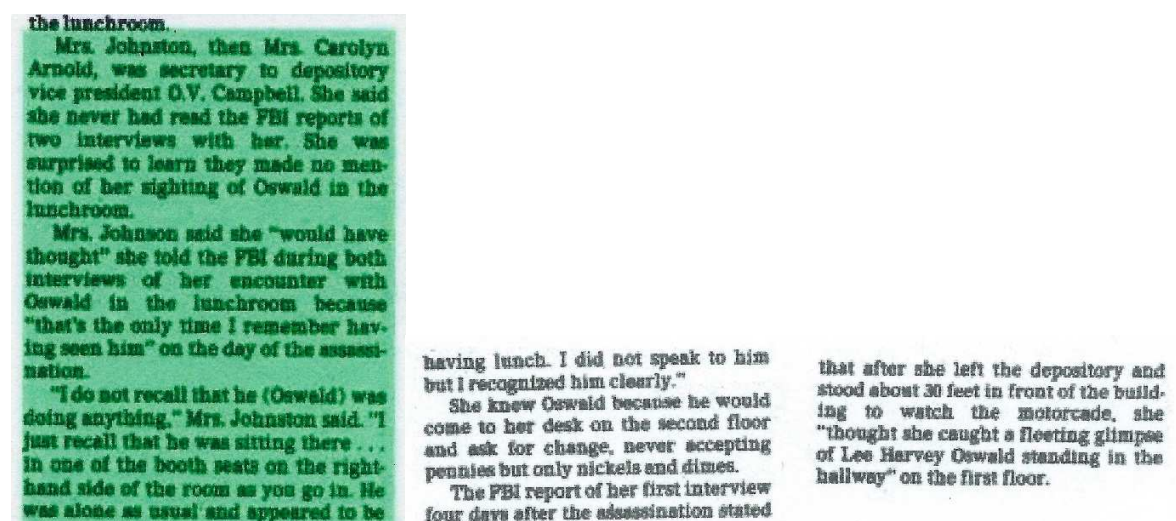 the lunchroom.
Mrs. Johnston, then Mrs. Carolyn
Arnold, was secretary to depository
vice president O.V. Campbell. She said
she never had read the FBI reports of
two interviews with her. She was
surprised to learn they made no men-
tion of her sighting of Oswald in the
lunchroom.
Mrs. Johnson said she "would have
thought" she told the FBI during both
interviews of her encounter with
Oswald in the lunchroom because
"that's the only time I remember hav-
ing seen him" on the day of the assassi-
nation.
"I do not recall that he (Oswald) was
doing anything," Mrs. Johnston said. "I
just recall that he was sitting there . . .
in one of the booth seats on the right-
hand side of the room as you go in. He
was alone as usual and appeared to be
having lunch. I did not speak to him
but I recognized him clearly."
She knew Oswald because he would
come to her desk on the second floor
and ask for change, never accepting
pennies but only nickels and dimes.
The FBI report of her first interview
four days after the assassination stated
that after she left the depository and
stood about 30 feet in front of the build-
ing to watch the motorcade, she
"thought she caught a fleeting glimpse
of Lee Harvey Oswald standing in the
hallway" on the first floor.